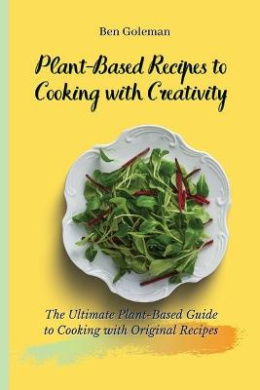 Ben Goleman
Plant-Based Recipes to
Cooking with Creativity
The Ultimate Plant-Based Guide
to Cooking with Original Recipes